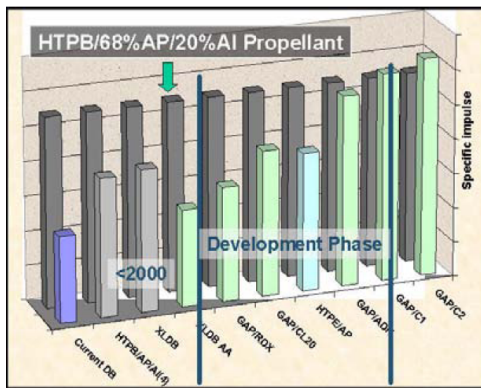 HTPB/68%AP/20%Al Propellant
Specific impulse
Development Phase
<2000
Current DB
HTPB/AP/Al(4)
XLDB
XLDB AA
GAP/RDX
GAP/CL20
HTPE/AP
GAP/ADN
GAP/C1
GAP/C2